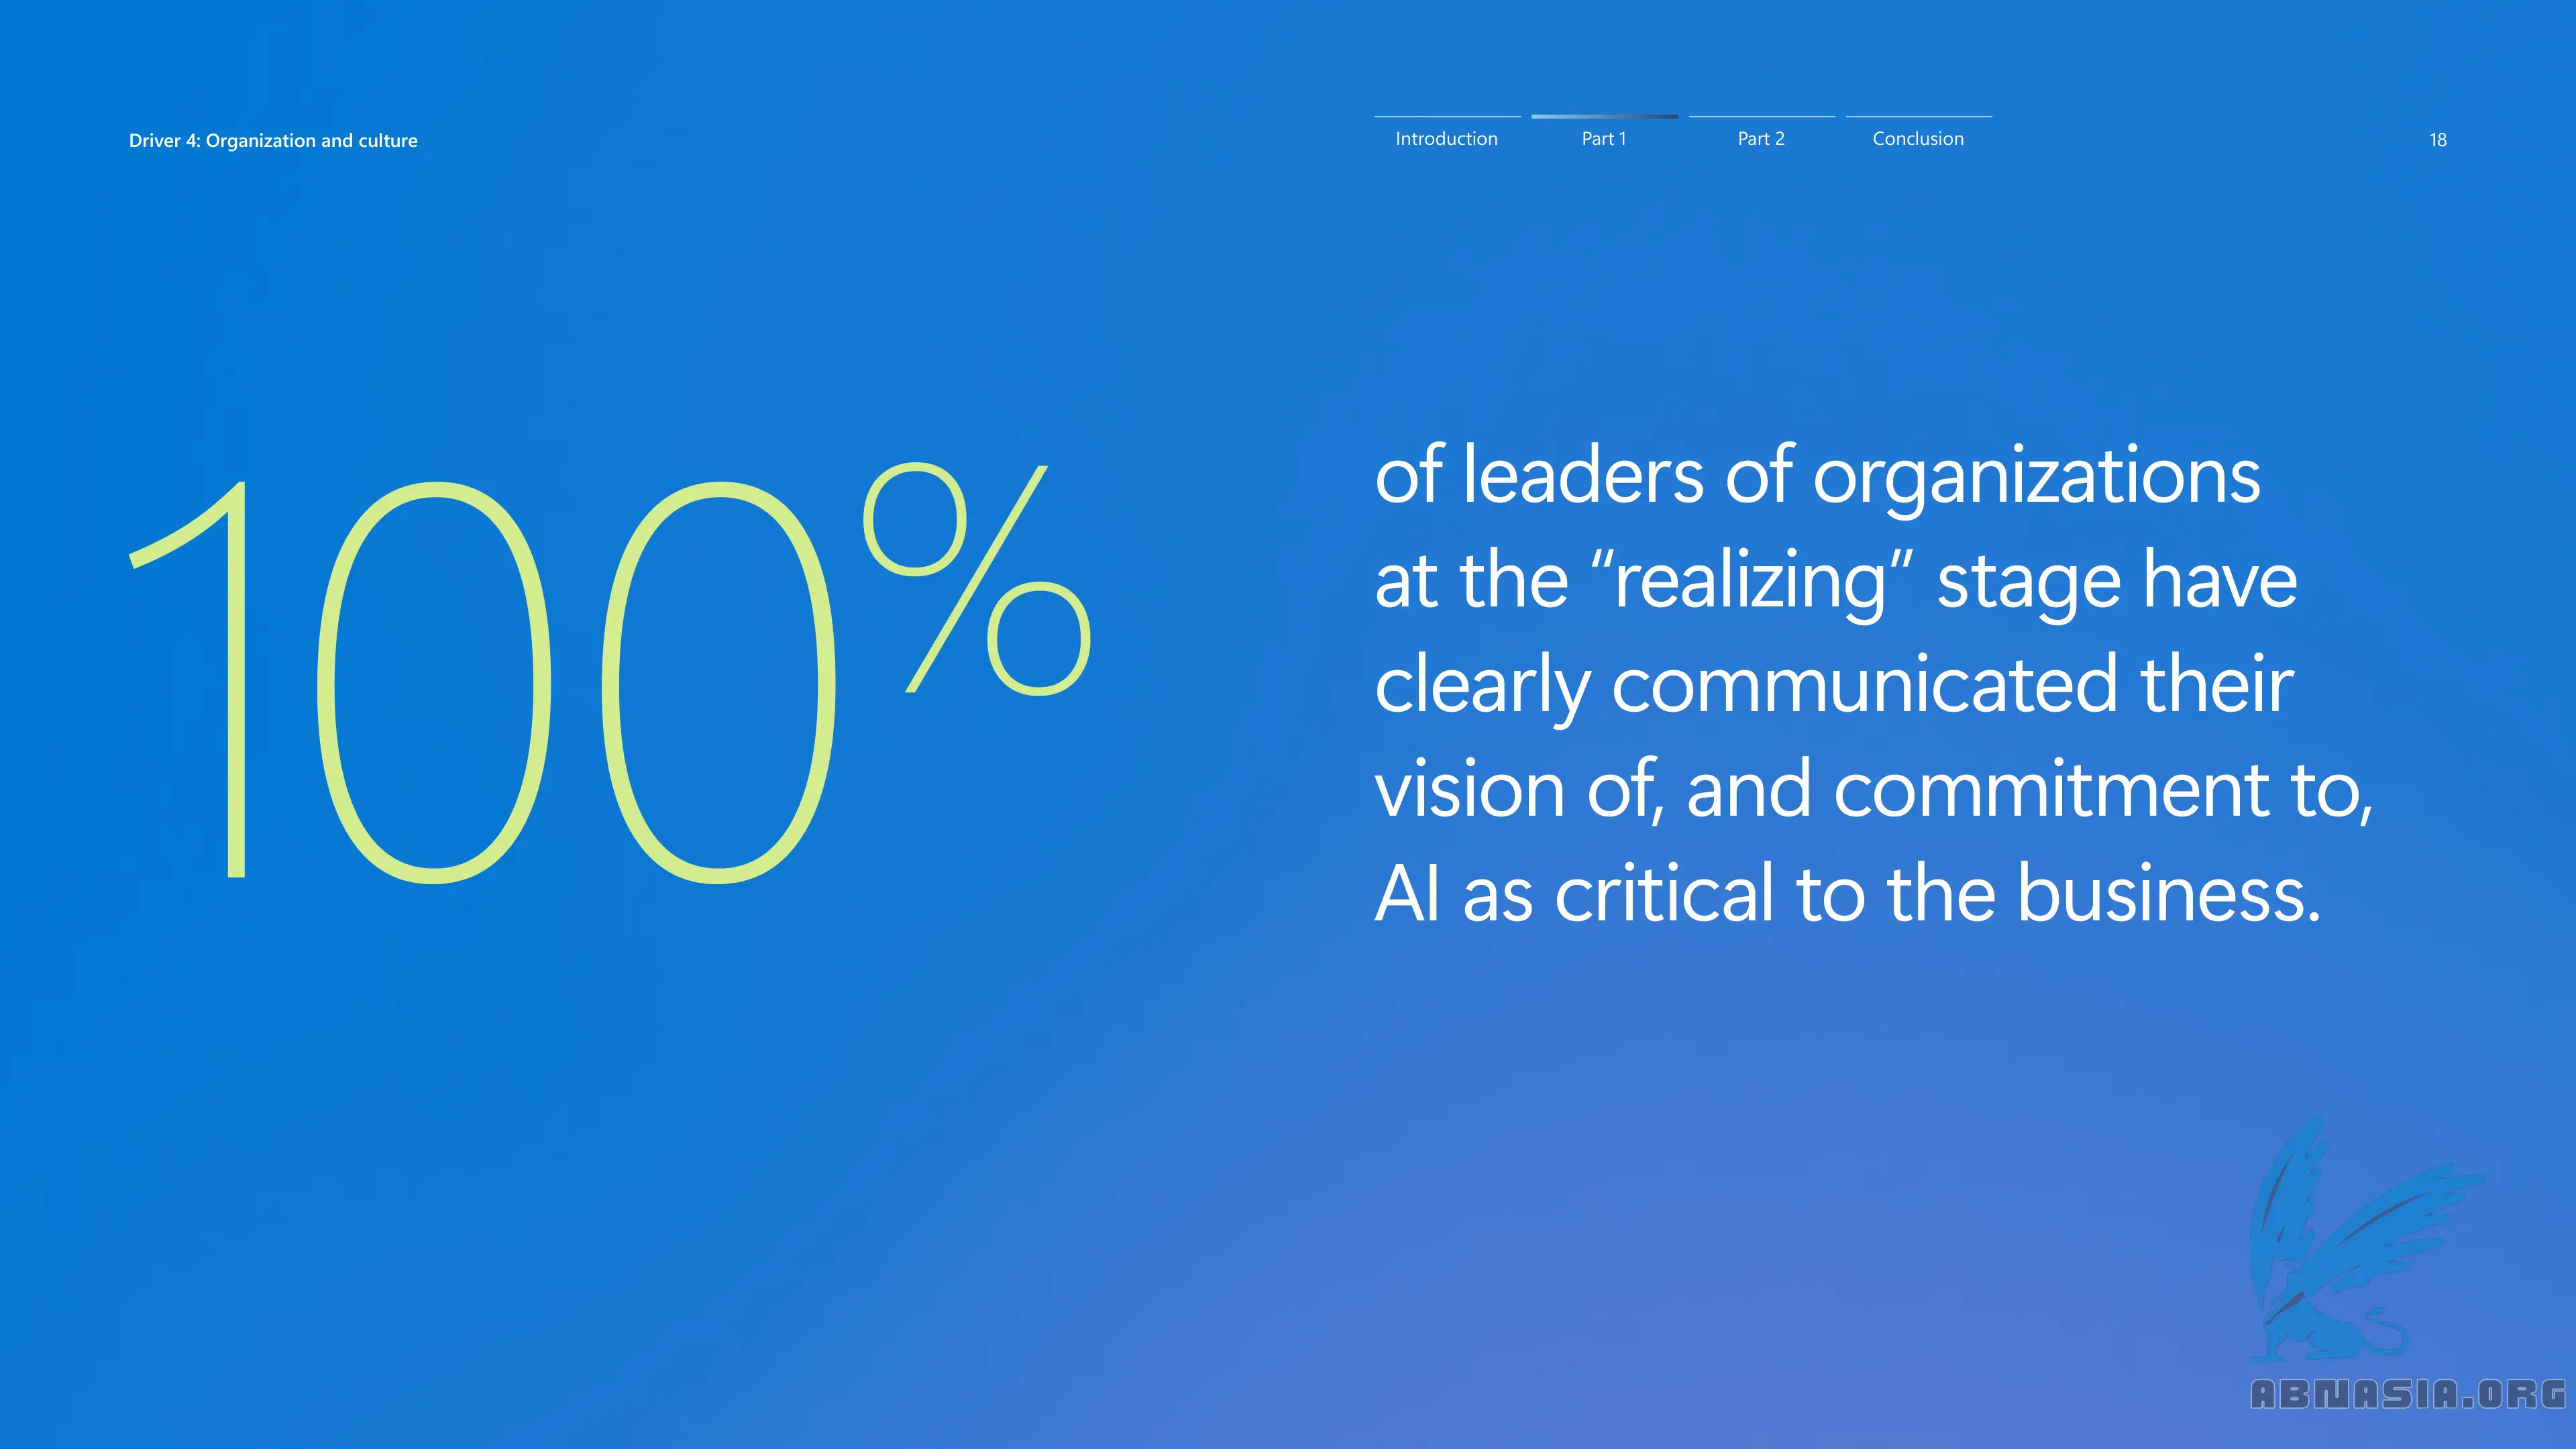 Driver 4: Organization and culture
Introduction
Part 1
Part 2
Conclusion
18
100%
of leaders of organizations
at the “realizing” stage have
clearly communicated their
vision of, and commitment to,
AI as critical to the business.
ABNASIA.ORG